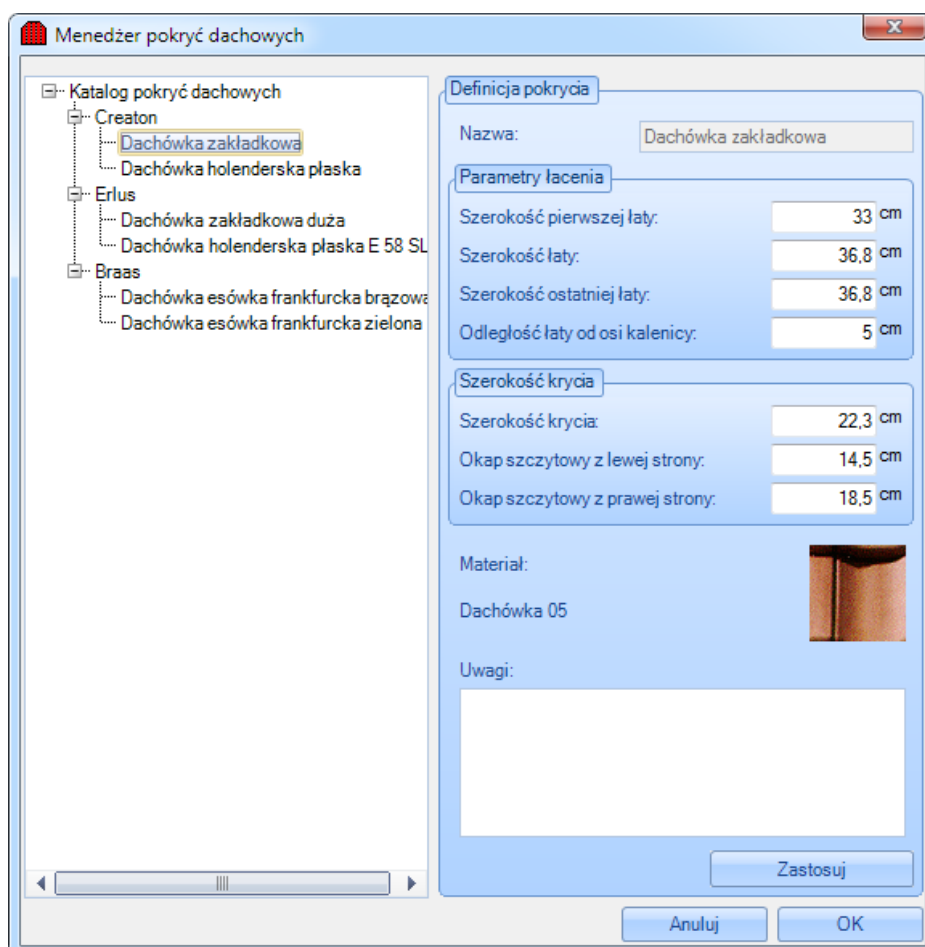 Menedżer pokryć dachowych
Katalog pokryć dachowych
Creaton
Dachówka zakładkowa
Dachówka holenderska płaska
Erlus
Dachówka zakładkowa duża
Dachówka holenderska płaska E 58 SL
Braas
Dachówka esówka frankfurcka brązowa
Dachówka esówka frankfurcka zielona
Definicja pokrycia
Nazwa: Dachówka zakładkowa
Parametry łacenia
Szerokość pierwszej łaty: 33 cm
Szerokość łaty: 36,8 cm
Szerokość ostatniej łaty: 36,8 cm
Odległość łaty od osi kalenicy: 5 cm
Szerokość krycia
Szerokość krycia: 22,3 cm
Okap szczytowy z lewej strony: 14,5 cm
Okap szczytowy z prawej strony: 18,5 cm
Materiał:
Dachówka 05
Uwagi:
Zastosuj
Anuluj OK